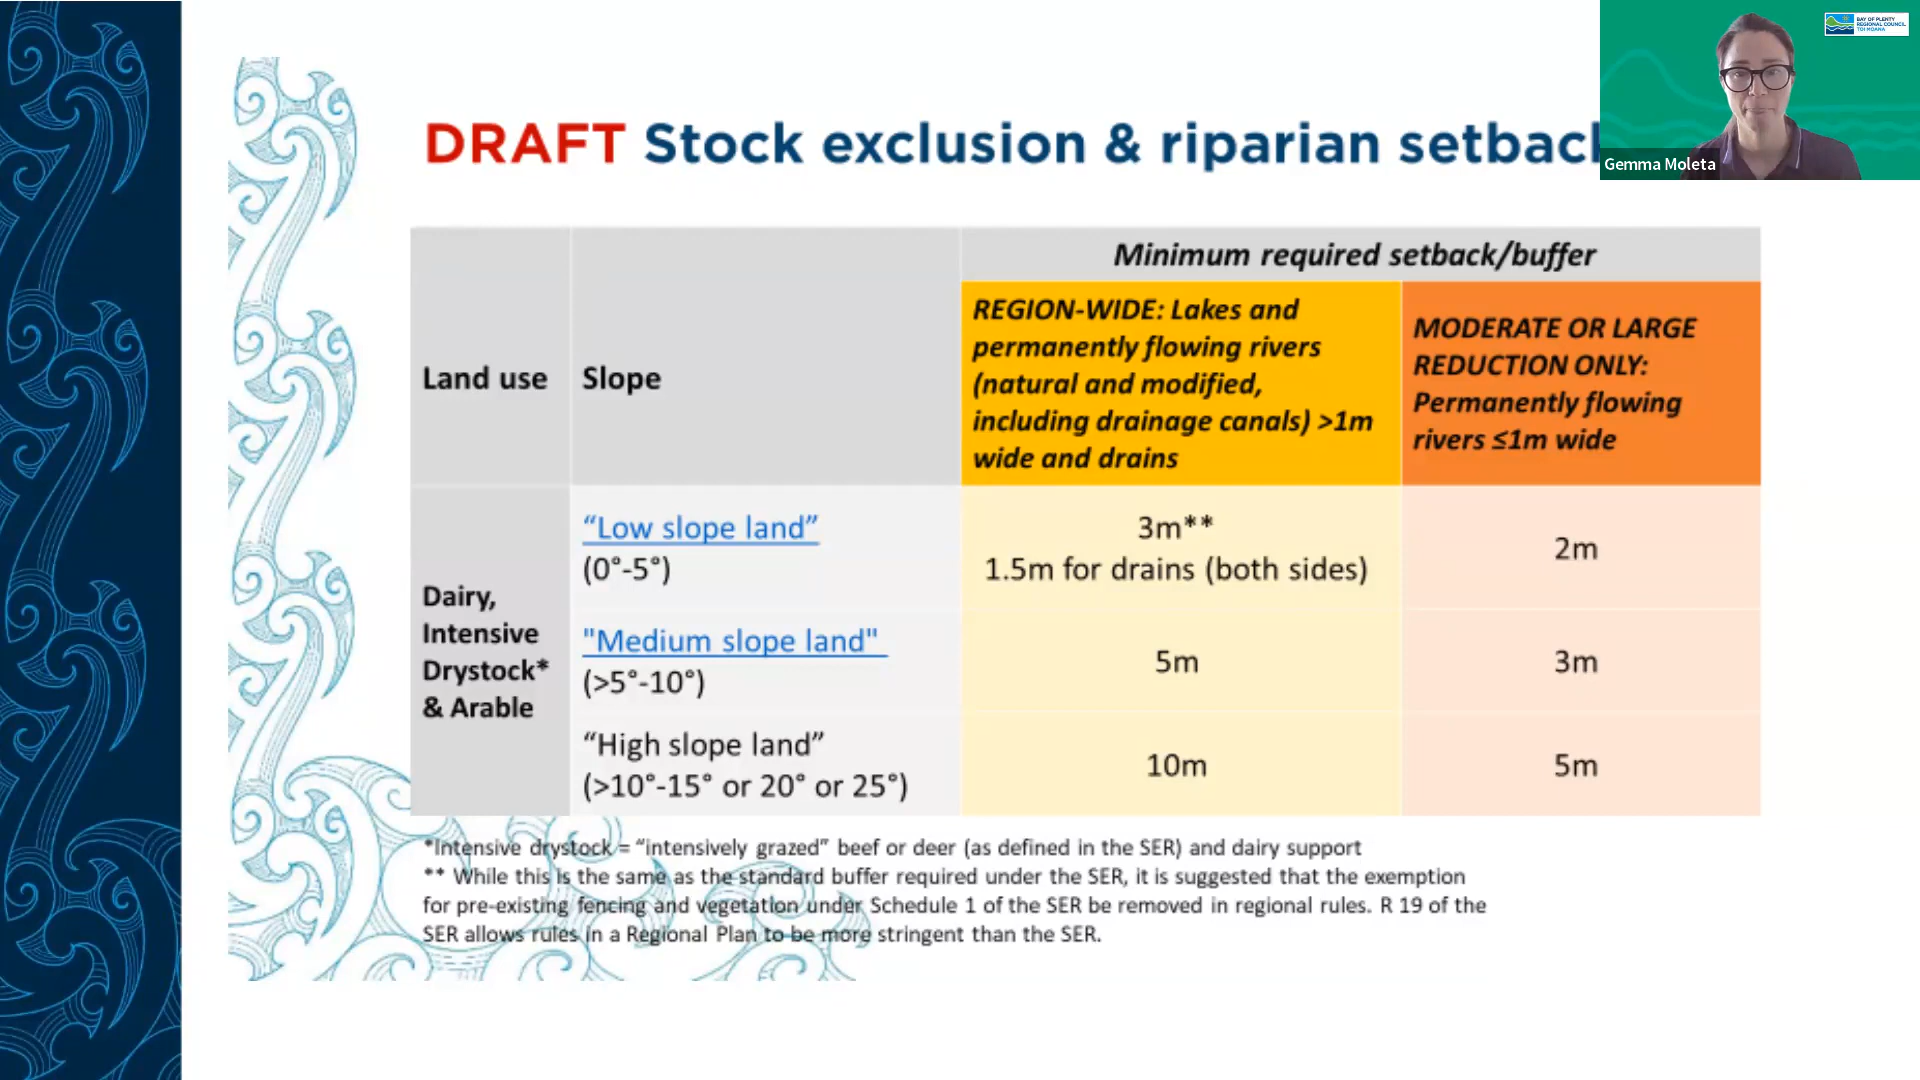 BAY OF PLENTY
REGIONAL COUNCIL
TOI MOANA
Gemma Moleta
DRAFT Stock exclusion & riparian setbac
Minimum required setback/buffer
Land use
Slope
REGION-WIDE: Lakes and
permanently flowing rivers
(natural and modified,
including drainage canals) >1m
wide and drains
MODERATE OR LARGE
REDUCTION ONLY:
Permanently flowing
rivers ≤1m wide
Dairy,
Intensive
Drystock*
& Arable
“Low slope land”
(0°-5°)
3m**
1.5m for drains (both sides)
2m
"Medium slope land"
(>5°-10°)
5m
3m
“High slope land”
(>10°-15° or 20° or 25°)
10m
5m
*Intensive drystock = “intensively grazed” beef or deer (as defined in the SER) and dairy support
** While this is the same as the standard buffer required under the SER, it is suggested that the exemption
for pre-existing fencing and vegetation under Schedule 1 of the SER be removed in regional rules. R 19 of the
SER allows rules in a Regional Plan to be more stringent than the SER.